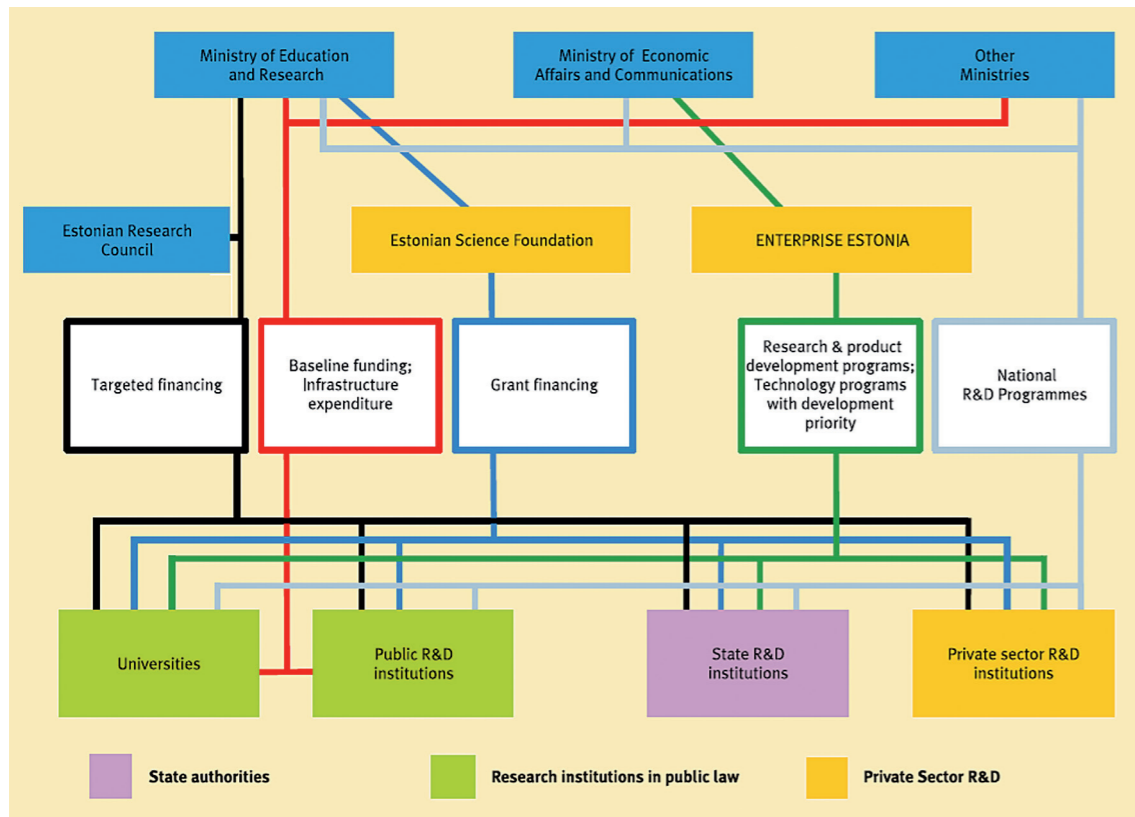 Ministry of Education
and Research
Ministry of Economic
Affairs and Communications
Other
Ministries
Estonian Research
Council
Estonian Science Foundation
ENTERPRISE ESTONIA
Targeted financing
Baseline funding;
Infrastructure
expenditure
Grant financing
Research & product
development programs;
Technology programs
with development
priority
National
R&D Programmes
Universities
Public R&D
institutions
State R&D
institutions
Private sector R&D
institutions
State authorities
Research institutions in public law
Private Sector R&D